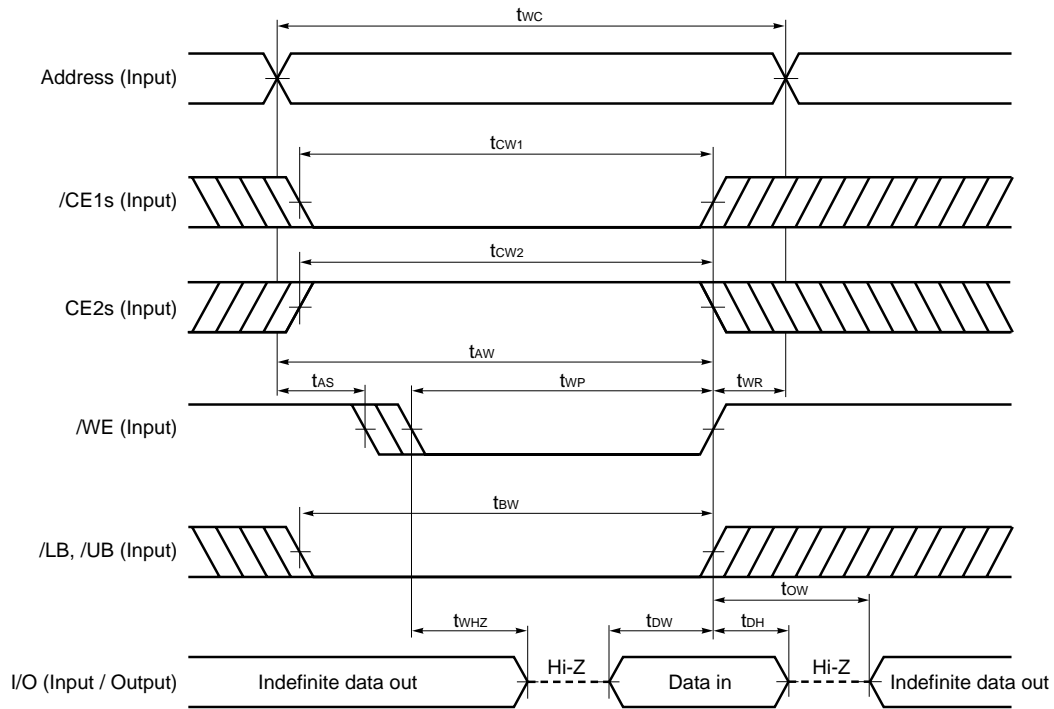 tWC
Address (Input)
tCW1
/CE1s (Input)
tCW2
CE2s (Input)
tAW
tAS
tWP
tWR
/WE (Input)
tBW
/LB, /UB (Input)
tOW
tWHZ
tDW
tDH
I/O (Input / Output)
Indefinite data out
Hi-Z
Data in
Hi-Z
Indefinite data out